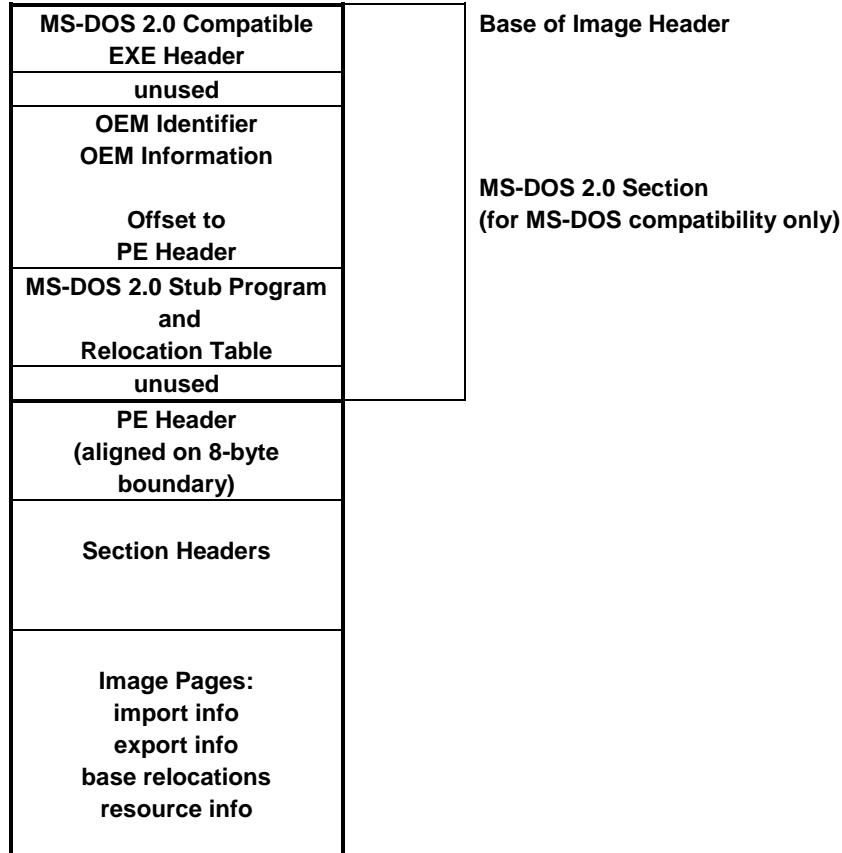 MS-DOS 2.0 Compatible
EXE Header
Base of Image Header
unused
OEM Identifier
OEM Information
Offset to
PE Header
MS-DOS 2.0 Section
(for MS-DOS compatibility only)
MS-DOS 2.0 Stub Program
and
Relocation Table
unused
PE Header
(aligned on 8-byte
boundary)
Section Headers
Image Pages:
import info
export info
base relocations
resource info